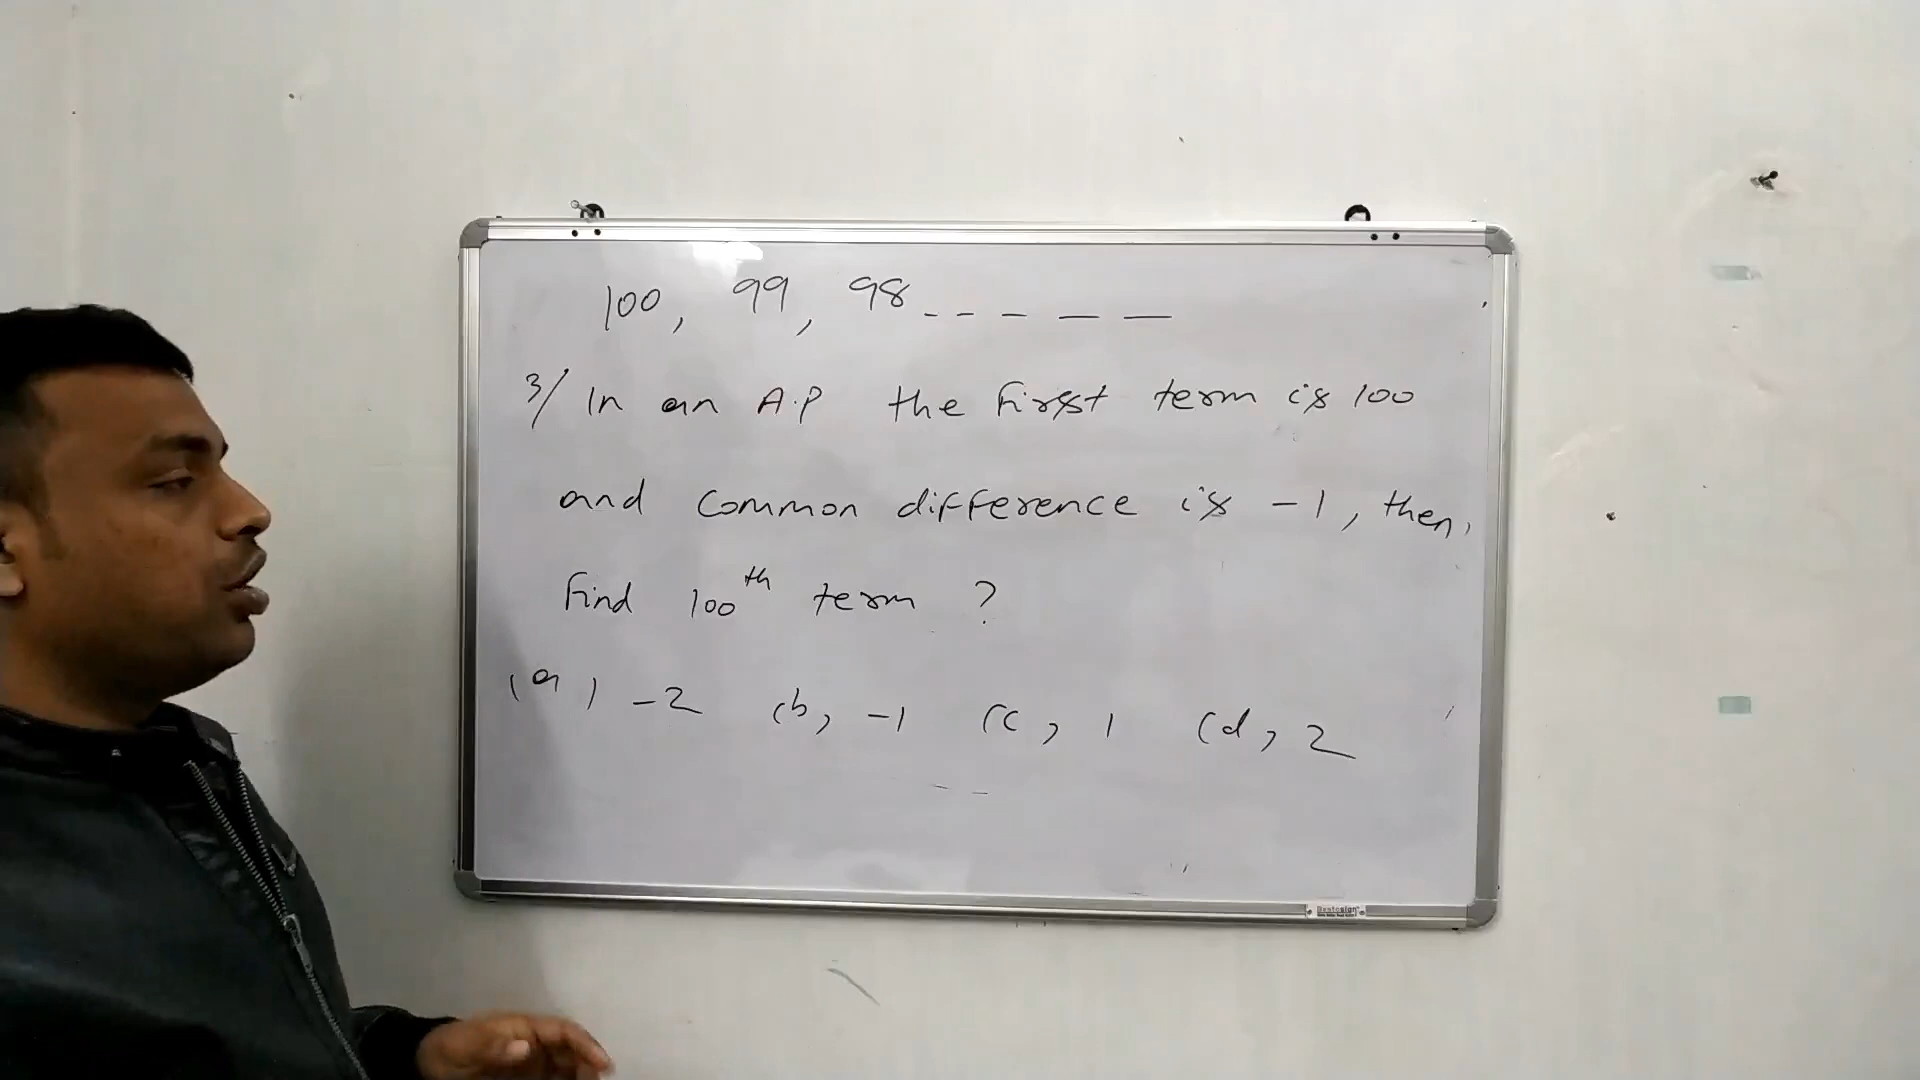 100, 99, 98 - - - — —
3/ In an A.P the first term is 100
and common difference is -1, then,
find 100th term ?
(a) -2 (b) -1 (c) 1 (d) 2